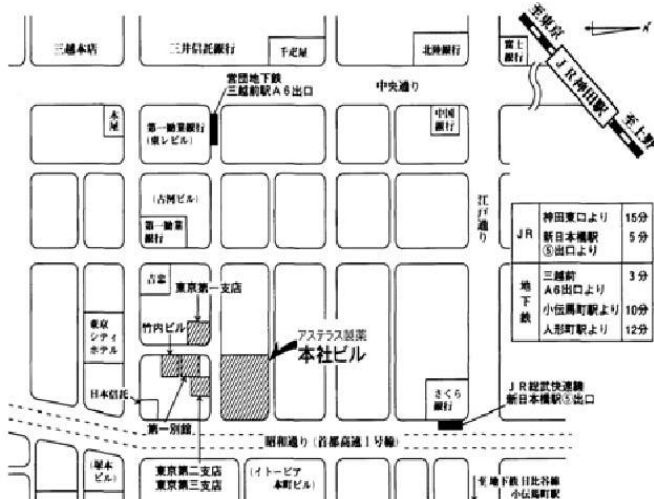 三越本店
三井信託銀行
千疋屋
北陸銀行
富士
銀行
至東京
JR神田駅
至上野
営団地下鉄
三越前駅A6出口
中央通り
木屋
第一勧業銀行
(東レビル)
中国
銀行
(古河ビル)
第一勧業
銀行
江戸通り
JR
神田東口より 15分
新日本橋駅 5分
⑤出口より
地下鉄
三越前 3分
A6出口より
小伝馬町駅より 10分
人形町駅より 12分
東京第一支店
東京
シティ
ホテル
竹内ビル
アステラス製薬
本社ビル
日本信託
第一別館
さくら
銀行
JR総武快速線
新日本橋駅⑤出口
昭和通り(首都高速1号線)
(塚本
ビル)
東京第二支店
東京第三支店
(イトーピア
本町ビル)
至地下鉄日比谷線
小伝馬町駅